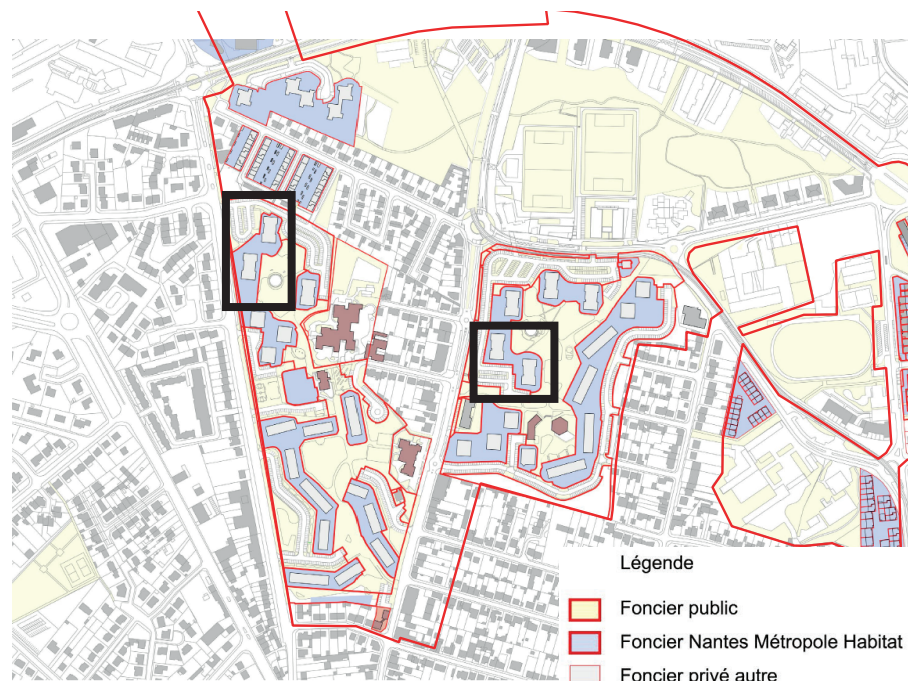 Légende
Foncier public
Foncier Nantes Métropole Habitat
Foncier privé autre